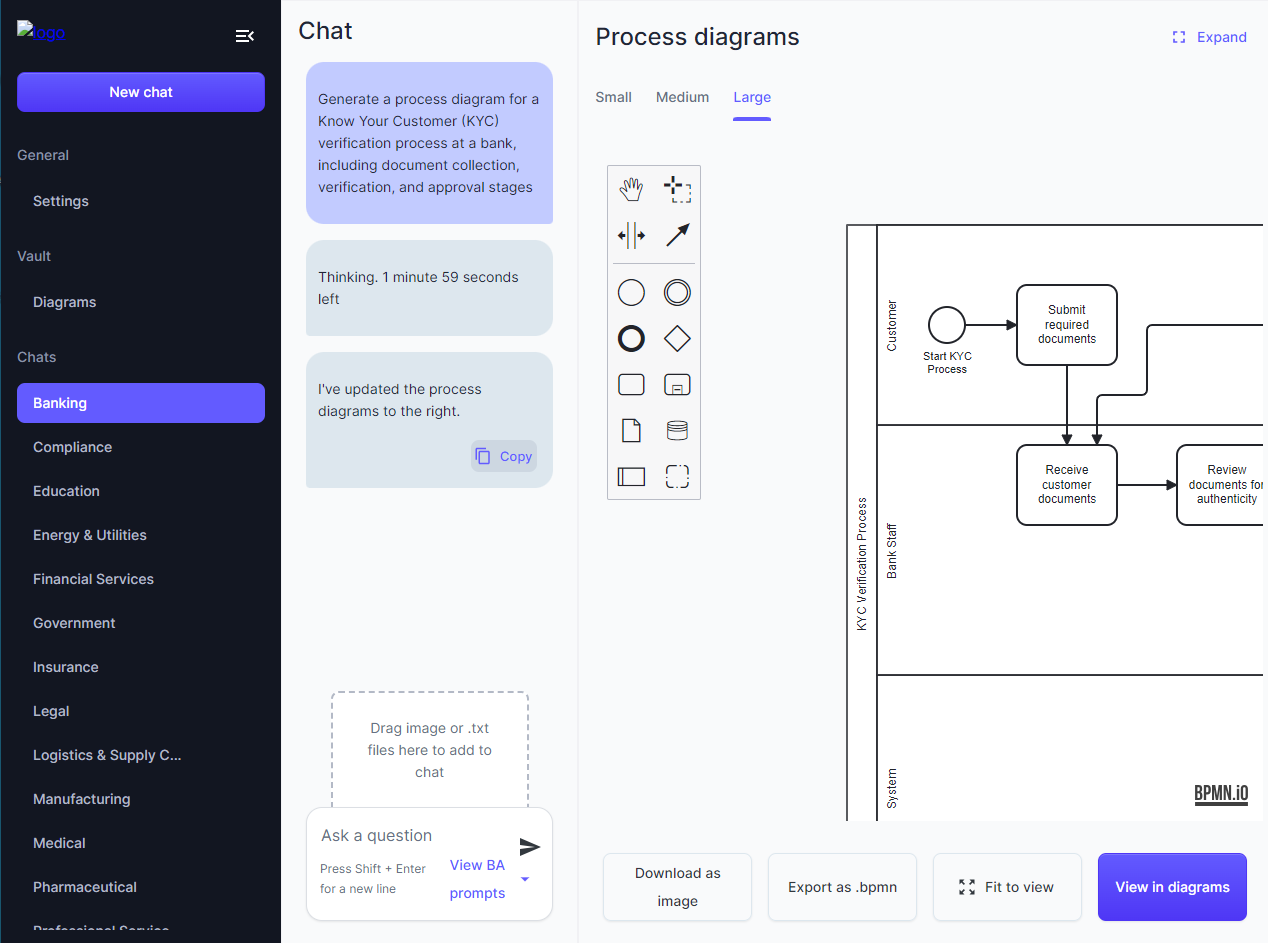 logo
New chat
General
Settings
Vault
Diagrams
Chats
Banking
Compliance
Education
Energy & Utilities
Financial Services
Government
Insurance
Legal
Logistics & Supply C...
Manufacturing
Medical
Pharmaceutical
Professional Service
Chat
Generate a process diagram for a
Know Your Customer (KYC)
verification process at a bank,
including document collection,
verification, and approval stages
Thinking. 1 minute 59 seconds
left
I've updated the process
diagrams to the right.
Copy
Drag image or .txt
files here to add to
chat
Ask a question
Press Shift + Enter
for a new line
View BA
prompts
Process diagrams
Expand
Small
Medium
Large
KYC Verification Process
Customer
Start KYC
Process
Submit
required
documents
Bank Staff
Receive
customer
documents
Review
documents for
authenticity
System
BPMN.iO
Download as
image
Export as .bpmn
Fit to view
View in diagrams